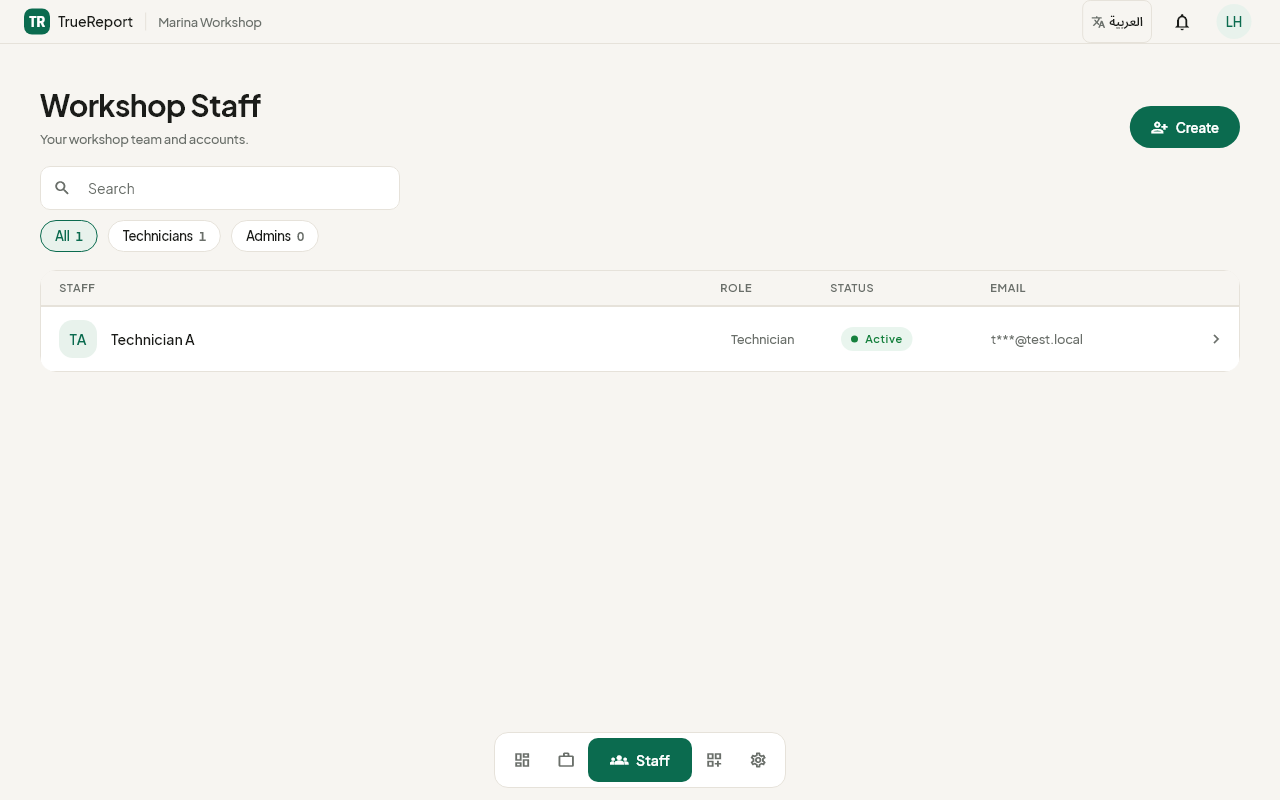 TR TrueReport Marina Workshop العربية LH
Workshop Staff
Your workshop team and accounts.
Create
Search
All 1 Technicians 1 Admins 0
STAFF ROLE STATUS EMAIL
TA Technician A Technician Active t***@test.local
Staff